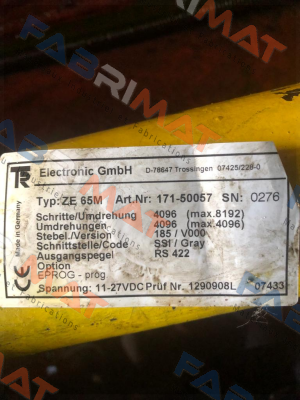 FABRIMAT
TR Electronic GmbH D-78647 Trossingen 07425/228-0
Typ: ZE 65M Art.Nr: 171-50057 SN: 0276
Schritte/Umdrehung 4096 (max.8192)
Umdrehungen 4096 (max.4096)
Stebel./Version 185 / V000
Schnittstelle/Code SSI / Gray
Ausgangspegel RS 422
Option
EPROG - prog
Spannung: 11-27VDC Prüf Nr. 1290908L 07433
Made in Germany
CE